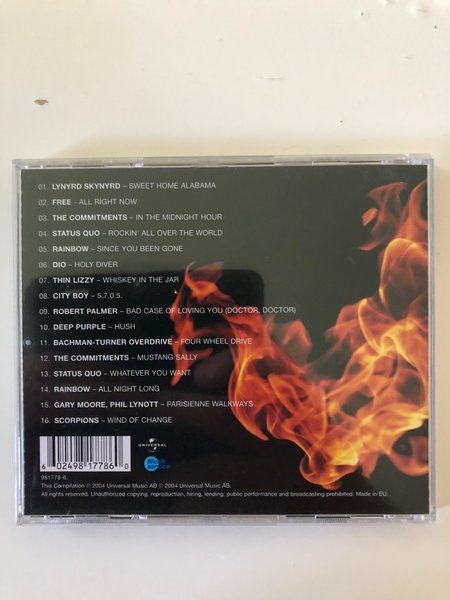 01. LYNYRD SKYNYRD – SWEET HOME ALABAMA
02. FREE – ALL RIGHT NOW
03. THE COMMITMENTS – IN THE MIDNIGHT HOUR
04. STATUS QUO – ROCKIN' ALL OVER THE WORLD
05. RAINBOW – SINCE YOU BEEN GONE
06. DIO – HOLY DIVER
07. THIN LIZZY – WHISKEY IN THE JAR
08. CITY BOY – 5.7.0.5.
09. ROBERT PALMER – BAD CASE OF LOVING YOU (DOCTOR, DOCTOR)
10. DEEP PURPLE – HUSH
11. BACHMAN-TURNER OVERDRIVE – FOUR WHEEL DRIVE
12. THE COMMITMENTS – MUSTANG SALLY
13. STATUS QUO – WHATEVER YOU WANT
14. RAINBOW – ALL NIGHT LONG
15. GARY MOORE, PHIL LYNOTT – PARISIENNE WALKWAYS
16. SCORPIONS – WIND OF CHANGE
UNIVERSAL
6 02498 17786 0
981778-6.
This Compilation ℗ 2004 Universal Music AB © 2004 Universal Music AB.
All rights reserved. Unauthorized copying, reproduction, hiring, lending, public performance and broadcasting prohibited. Made in EU.